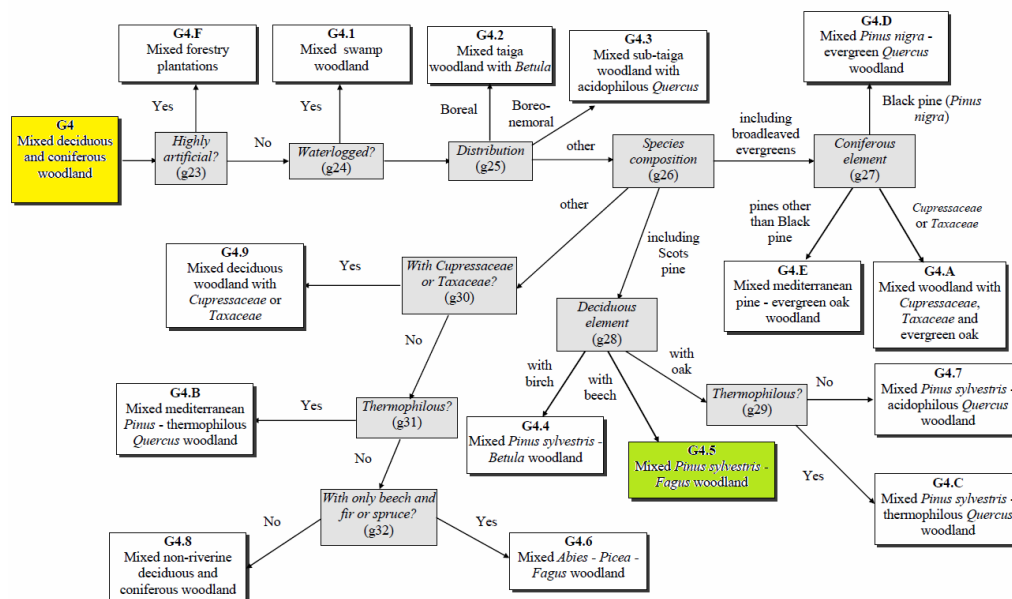 G4.F
Mixed forestry
plantations
G4.1
Mixed swamp
woodland
G4.2
Mixed taiga
woodland with Betula
G4.3
Mixed sub-taiga
woodland with
acidophilous Quercus
G4.D
Mixed Pinus nigra -
evergreen Quercus
woodland
Yes
Yes
Boreal
Boreo-
nemoral
Black pine (Pinus
nigra)
G4
Mixed deciduous
and coniferous
woodland
Highly
artificial?
(g23)
No
Waterlogged?
(g24)
Distribution
(g25)
other
Species
composition
(g26)
including
broadleaved
evergreens
Coniferous
element
(g27)
other
including
Scots
pine
pines other
than Black
pine
Cupressaceae
or Taxaceae
G4.9
Mixed deciduous
woodland with
Cupressaceae or
Taxaceae
Yes
With Cupressaceae
or Taxaceae?
(g30)
G4.E
Mixed mediterranean
pine - evergreen oak
woodland
G4.A
Mixed woodland with
Cupressaceae,
Taxaceae and
evergreen oak
Deciduous
element
(g28)
No
with
birch
with
beech
with
oak
G4.B
Mixed mediterranean
Pinus - thermophilous
Quercus woodland
Yes
Thermophilous?
(g31)
Thermophilous?
(g29)
No
G4.7
Mixed Pinus sylvestris -
acidophilous Quercus
woodland
G4.4
Mixed Pinus sylvestris -
Betula woodland
G4.5
Mixed Pinus sylvestris -
Fagus woodland
No
Yes
With only beech and
fir or spruce?
(g32)
G4.C
Mixed Pinus sylvestris -
thermophilous Quercus
woodland
No
Yes
G4.8
Mixed non-riverine
deciduous and
coniferous woodland
G4.6
Mixed Abies - Picea -
Fagus woodland